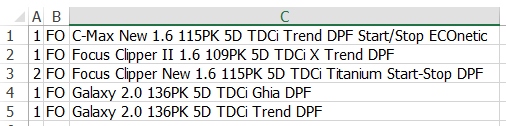 A B C
1 1 FO C-Max New 1.6 115PK 5D TDCi Trend DPF Start/Stop ECOnetic
2 1 FO Focus Clipper II 1.6 109PK 5D TDCi X Trend DPF
3 2 FO Focus Clipper New 1.6 115PK 5D TDCi Titanium Start-Stop DPF
4 1 FO Galaxy 2.0 136PK 5D TDCi Ghia DPF
5 1 FO Galaxy 2.0 136PK 5D TDCi Trend DPF